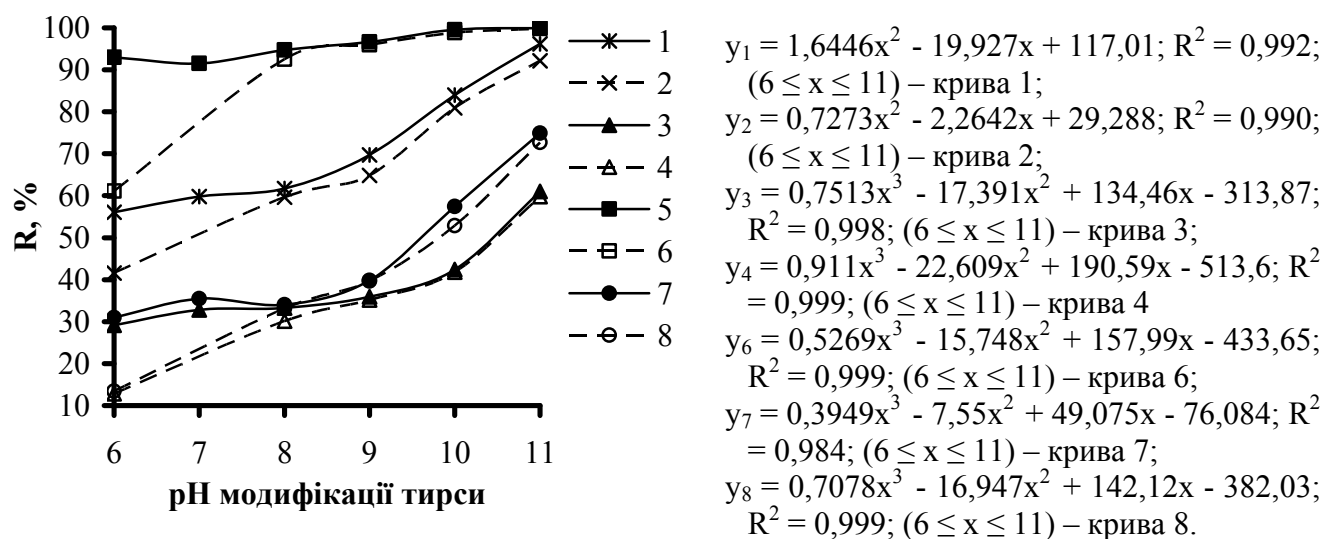 100
90
80
70
60
50
40
30
20
10
R, %
6 7 8 9 10 11
pH модифікації тирси
1
2
3
4
5
6
7
8
y₁ = 1,6446x² - 19,927x + 117,01; R² = 0,992;
(6 ≤ x ≤ 11) – крива 1;
y₂ = 0,7273x² - 2,2642x + 29,288; R² = 0,990;
(6 ≤ x ≤ 11) – крива 2;
y₃ = 0,7513x³ - 17,391x² + 134,46x - 313,87;
R² = 0,998; (6 ≤ x ≤ 11) – крива 3;
y₄ = 0,911x³ - 22,609x² + 190,59x - 513,6; R²
= 0,999; (6 ≤ x ≤ 11) – крива 4
y₆ = 0,5269x³ - 15,748x² + 157,99x - 433,65;
R² = 0,999; (6 ≤ x ≤ 11) – крива 6;
y₇ = 0,3949x³ - 7,55x² + 49,075x - 76,084; R²
= 0,984; (6 ≤ x ≤ 11) – крива 7;
y₈ = 0,7078x³ - 16,947x² + 142,12x - 382,03;
R² = 0,999; (6 ≤ x ≤ 11) – крива 8.